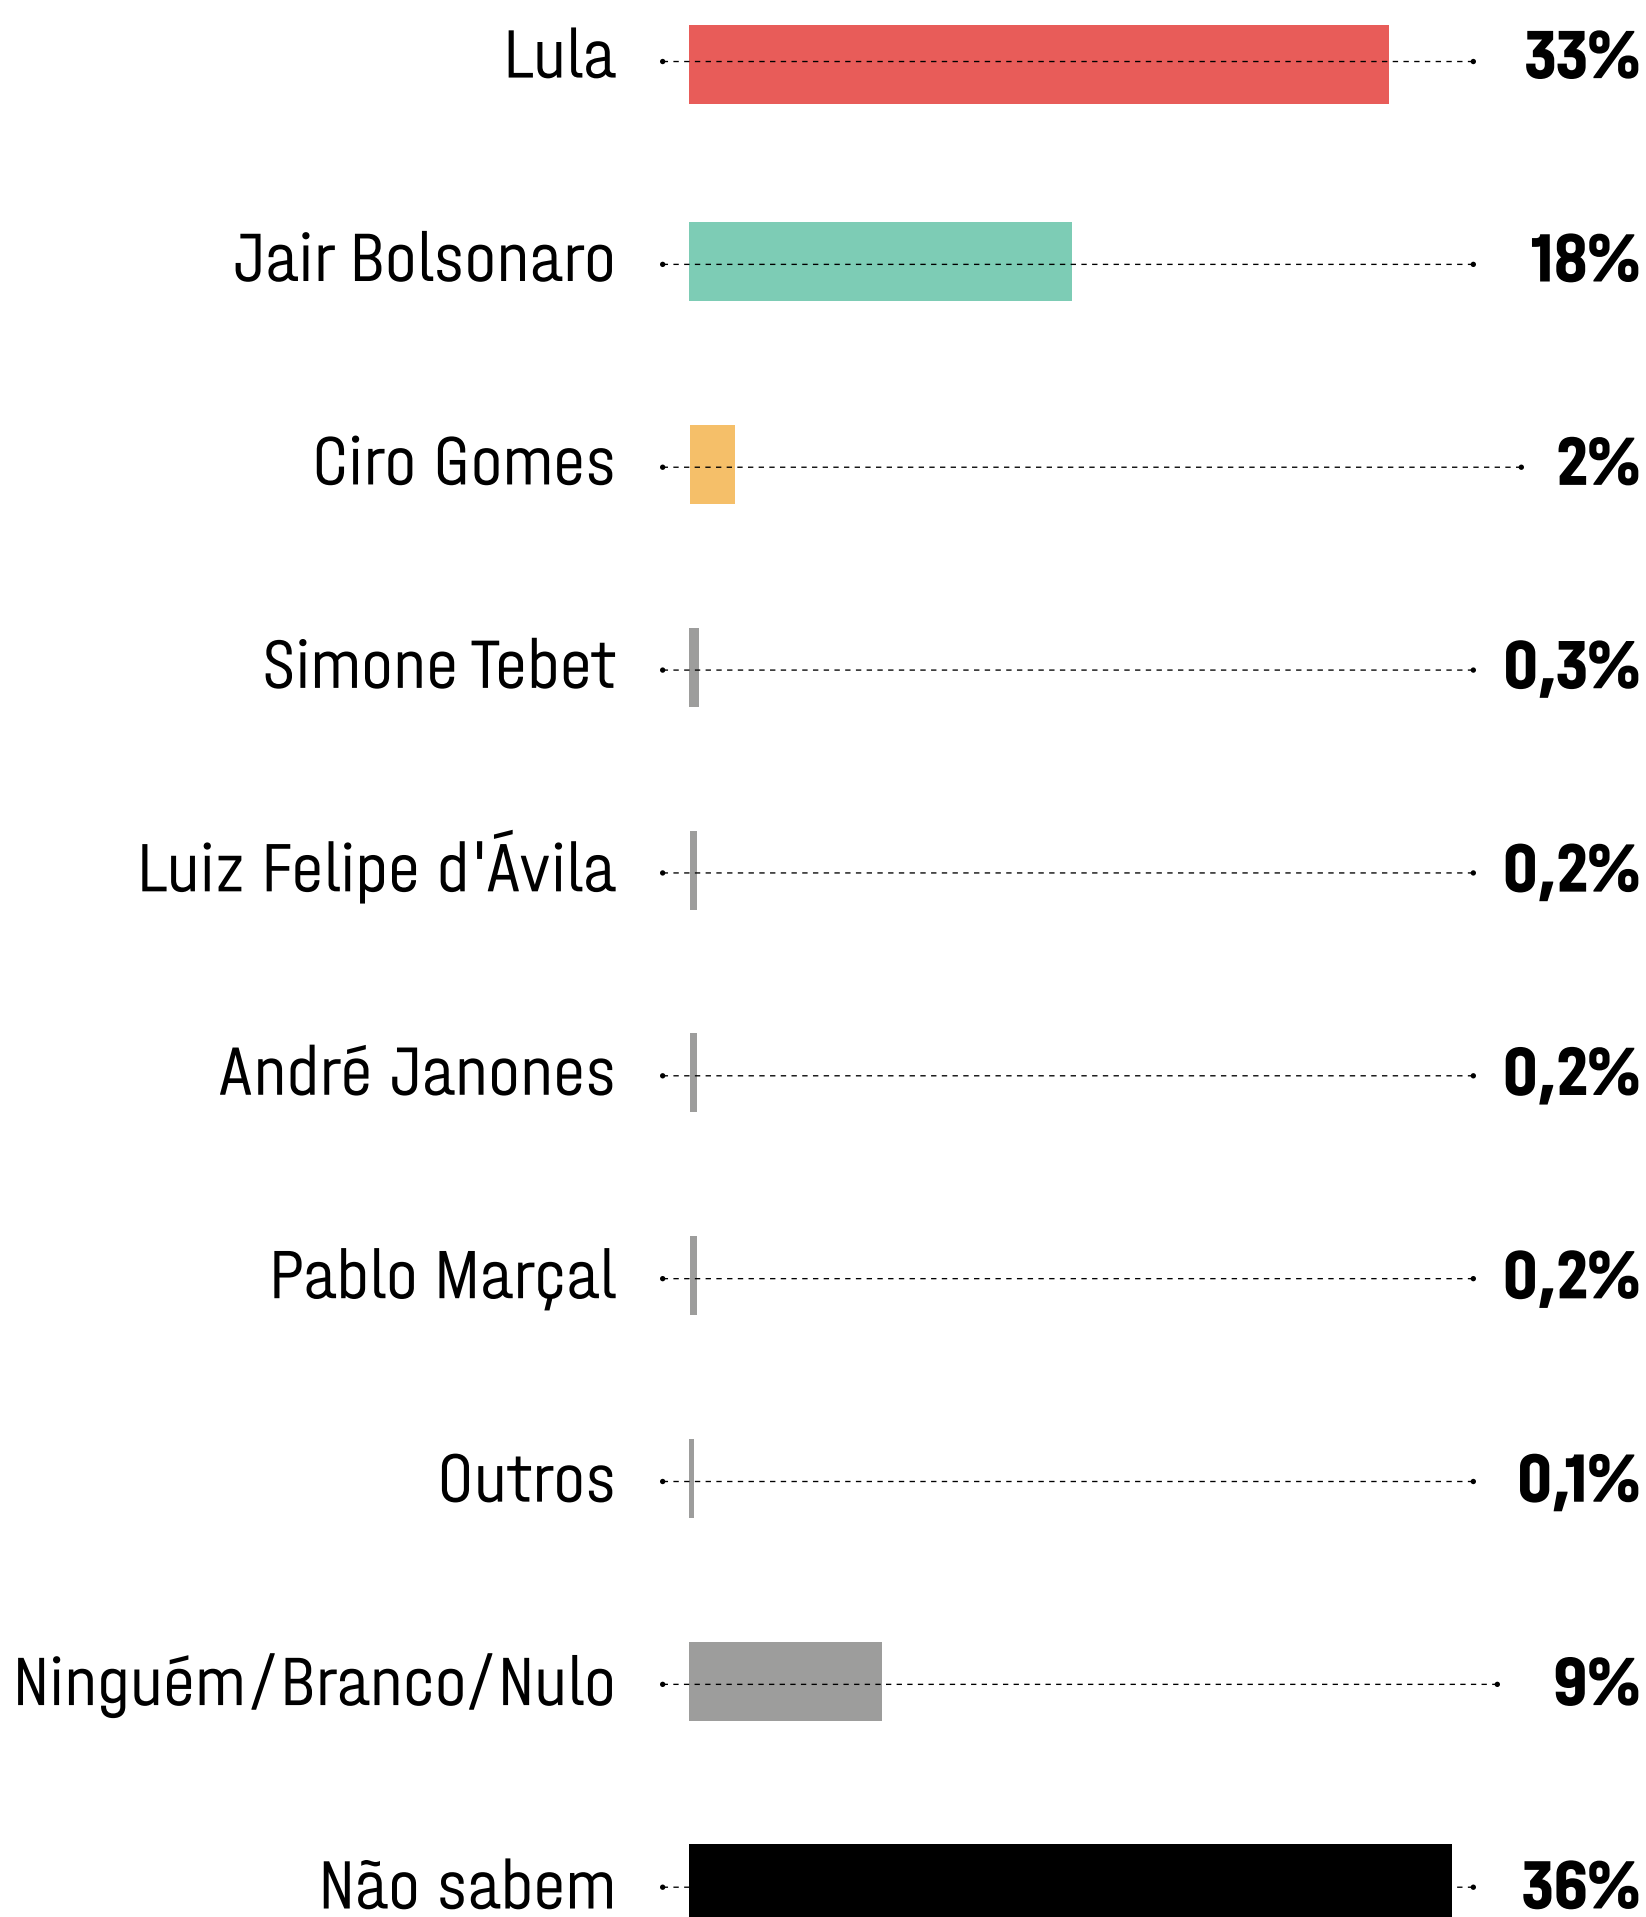 Lula 33%
Jair Bolsonaro 18%
Ciro Gomes 2%
Simone Tebet 0,3%
Luiz Felipe d'Ávila 0,2%
André Janones 0,2%
Pablo Marçal 0,2%
Outros 0,1%
Ninguém/Branco/Nulo 9%
Não sabem 36%